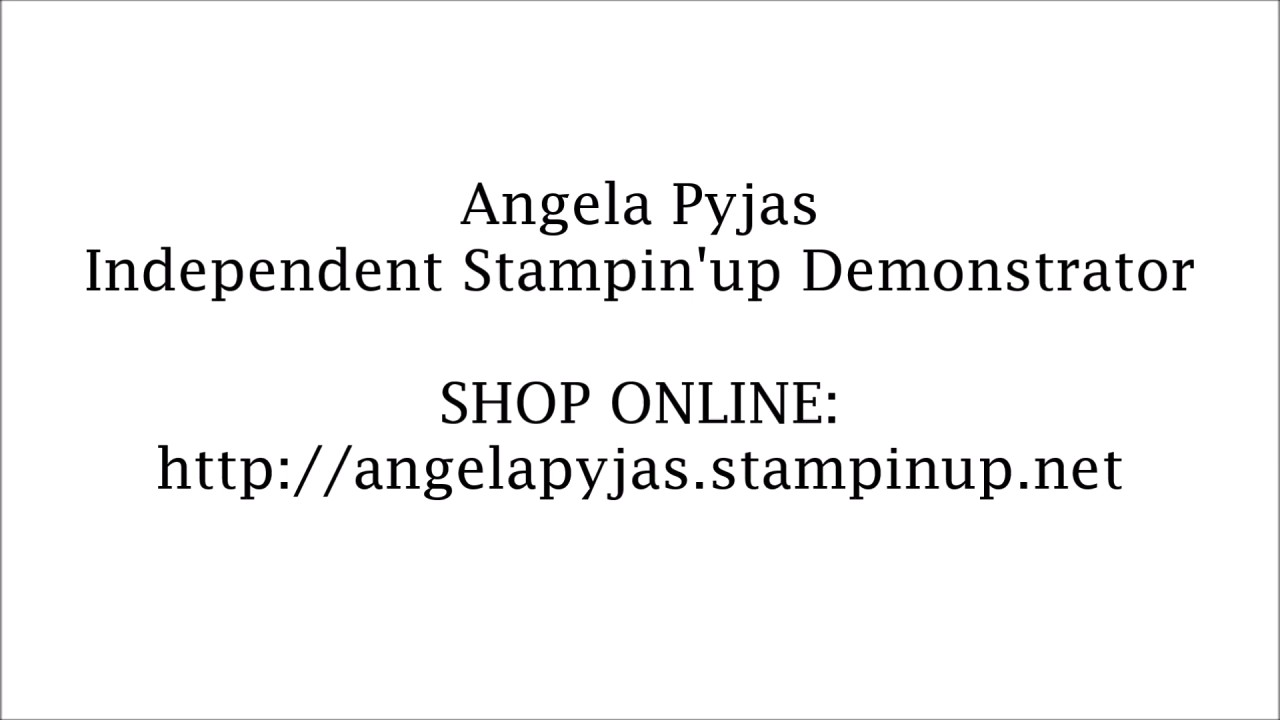 Angela Pyjas
Independent Stampin'up Demonstrator
SHOP ONLINE:
http://angelapyjas.stampinup.net